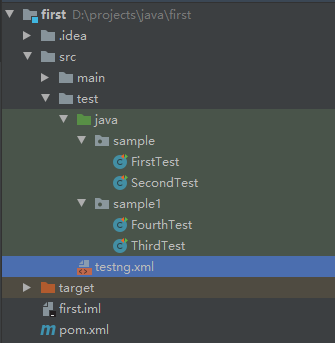 first D:\projects\java\first
.idea
src
main
test
java
sample
FirstTest
SecondTest
sample1
FourthTest
ThirdTest
testng.xml
target
first.iml
pom.xml